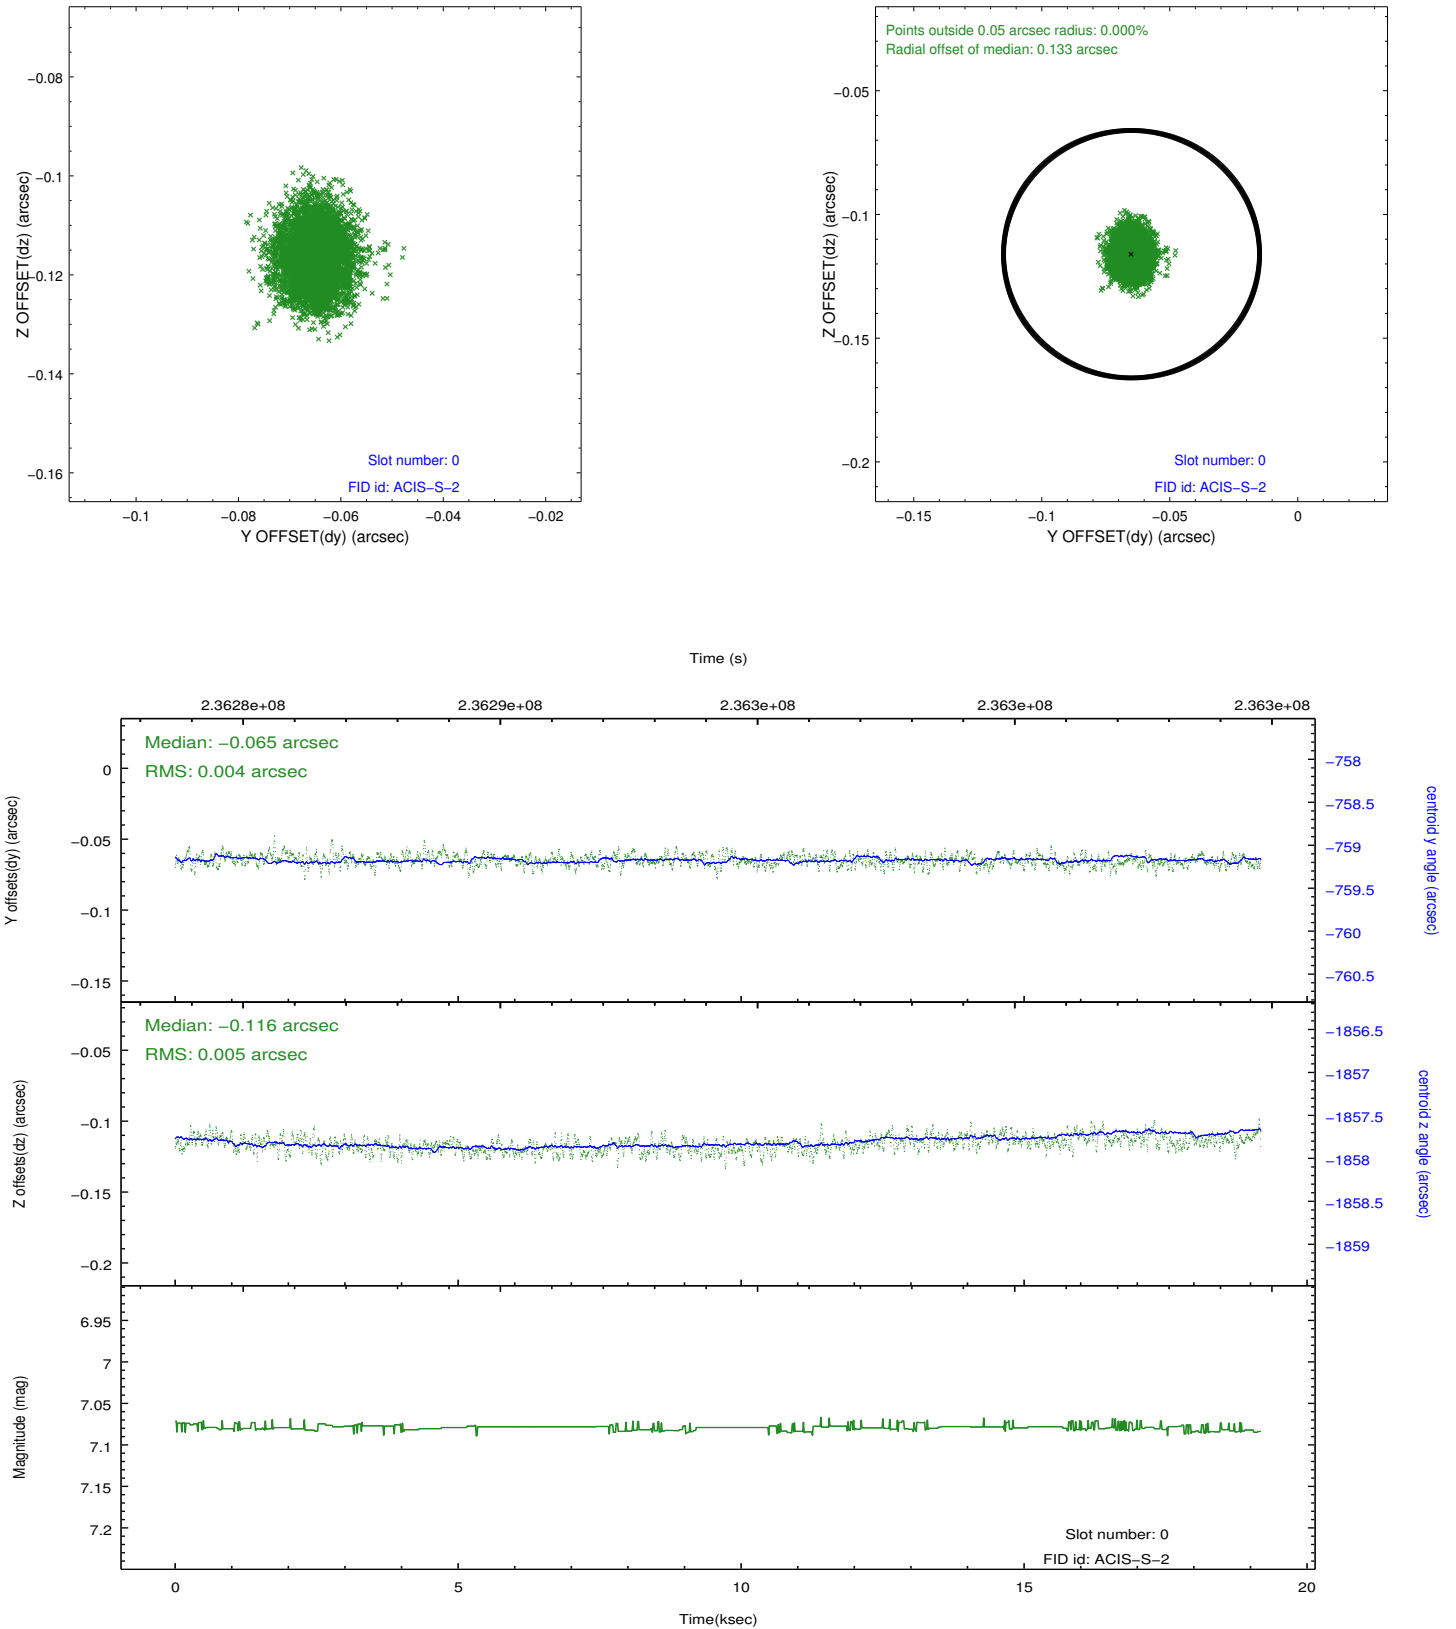 −0.08
−0.1
−0.12
−0.14
−0.16
Z OFFSET(dz) (arcsec)
Slot number: 0
FID id: ACIS−S−2
−0.1 −0.08 −0.06 −0.04 −0.02
Y OFFSET(dy) (arcsec)
Points outside 0.05 arcsec radius: 0.000%
Radial offset of median: 0.133 arcsec
−0.05
−0.1
−0.15
−0.2
Z OFFSET(dz) (arcsec)
Slot number: 0
FID id: ACIS−S−2
−0.15 −0.1 −0.05 0
Y OFFSET(dy) (arcsec)
Time (s)
2.3628e+08 2.3629e+08 2.363e+08 2.363e+08 2.363e+08
Median: −0.065 arcsec
RMS: 0.004 arcsec
0
−0.05
−0.1
−0.15
Y offsets(dy) (arcsec)
−758
−758.5
−759
−759.5
−760
−760.5
centroid y angle (arcsec)
Median: −0.116 arcsec
RMS: 0.005 arcsec
−0.05
−0.1
−0.15
−0.2
Z offsets(dz) (arcsec)
−1856.5
−1857
−1857.5
−1858
−1858.5
−1859
centroid z angle (arcsec)
6.95
7
7.05
7.1
7.15
7.2
Magnitude (mag)
Slot number: 0
FID id: ACIS−S−2
0 5 10 15 20
Time(ksec)